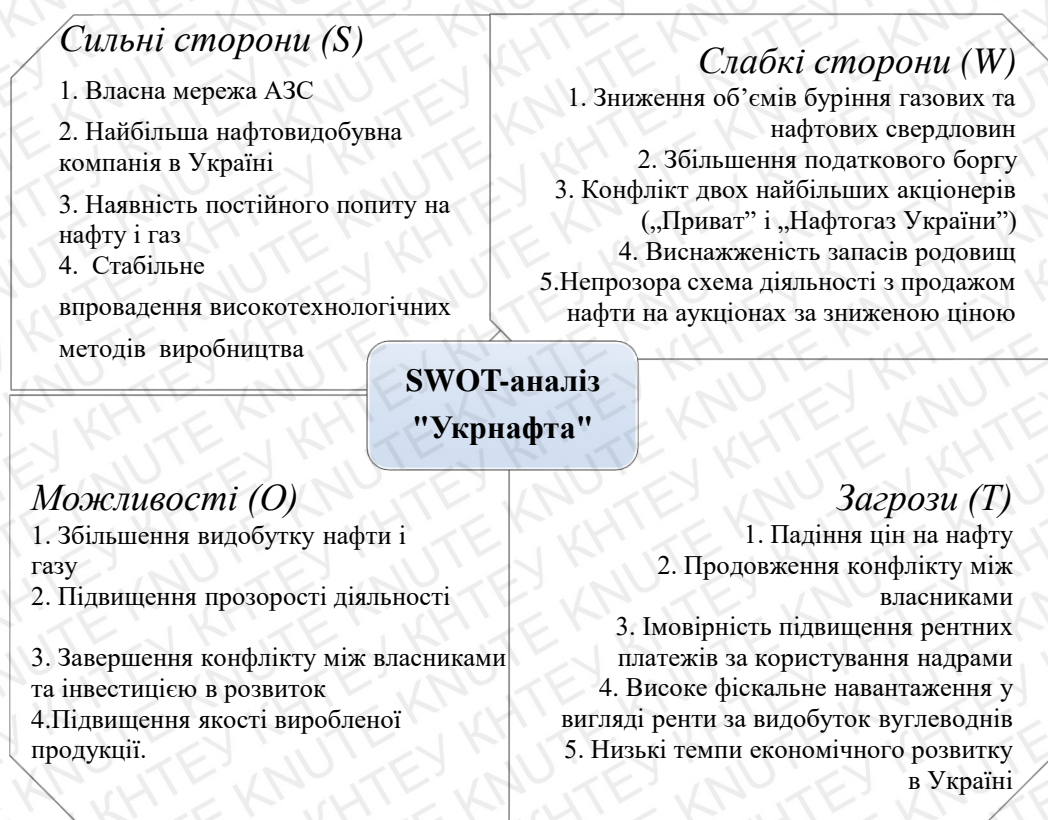 Сильні сторони (S)
1. Власна мережа АЗС
2. Найбільша нафтовидобувна
компанія в Україні
3. Наявність постійного попиту на
нафту і газ
4. Стабільне
впровадення високотехнологічних
методів виробництва
Слабкі сторони (W)
1. Зниження об’ємів буріння газових та
нафтових свердловин
2. Збільшення податкового боргу
3. Конфлікт двох найбільших акціонерів
(„Приват” і „Нафтогаз України”)
4. Виснажженість запасів родовищ
5.Непрозора схема діяльності з продажом
нафти на аукціонах за зниженою ціною
SWOT-аналіз
"Укрнафта"
Можливості (О)
1. Збільшення видобутку нафти і
газу
2. Підвищення прозорості діяльності
3. Завершення конфлікту між власниками
та інвестицією в розвиток
4.Підвищення якості виробленої
продукції.
Загрози (Т)
1. Падіння цін на нафту
2. Продовження конфлікту між
власниками
3. Імовірність підвищення рентних
платежів за користування надрами
4. Високе фіскальне навантаження у
вигляді ренти за видобуток вуглеводнів
5. Низькі темпи економічного розвитку
в Україні